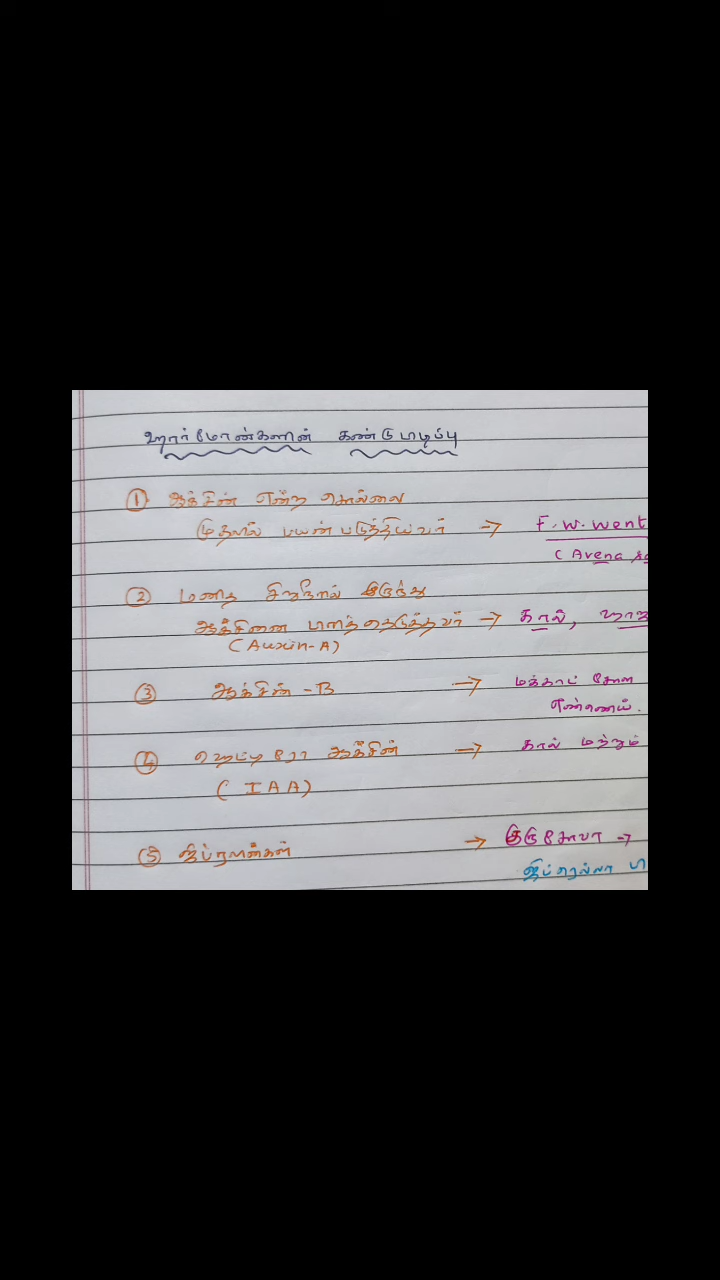 ஹார்மோன்களின் கண்டுபிடிப்பு
① ஆக்சின் என்ற சொல்லை
முதலில் பயன் படுத்தியவர் → F.W. Went
(Avena
② மனித சிறுநீரில் இருந்து
ஆக்சினை பிரித்தெடுத்தவர் → கால்,
(Auxin-A)
③ ஆக்சின் -B → மக்காச் சோள
எண்ணெய்.
④ ஹெட்டிரோ ஆக்சின் → கால் மற்றும்
(IAA)
⑤ ஜிப்ரலின்கள் → குருசோவா →
ஜிப்ரெல்லா